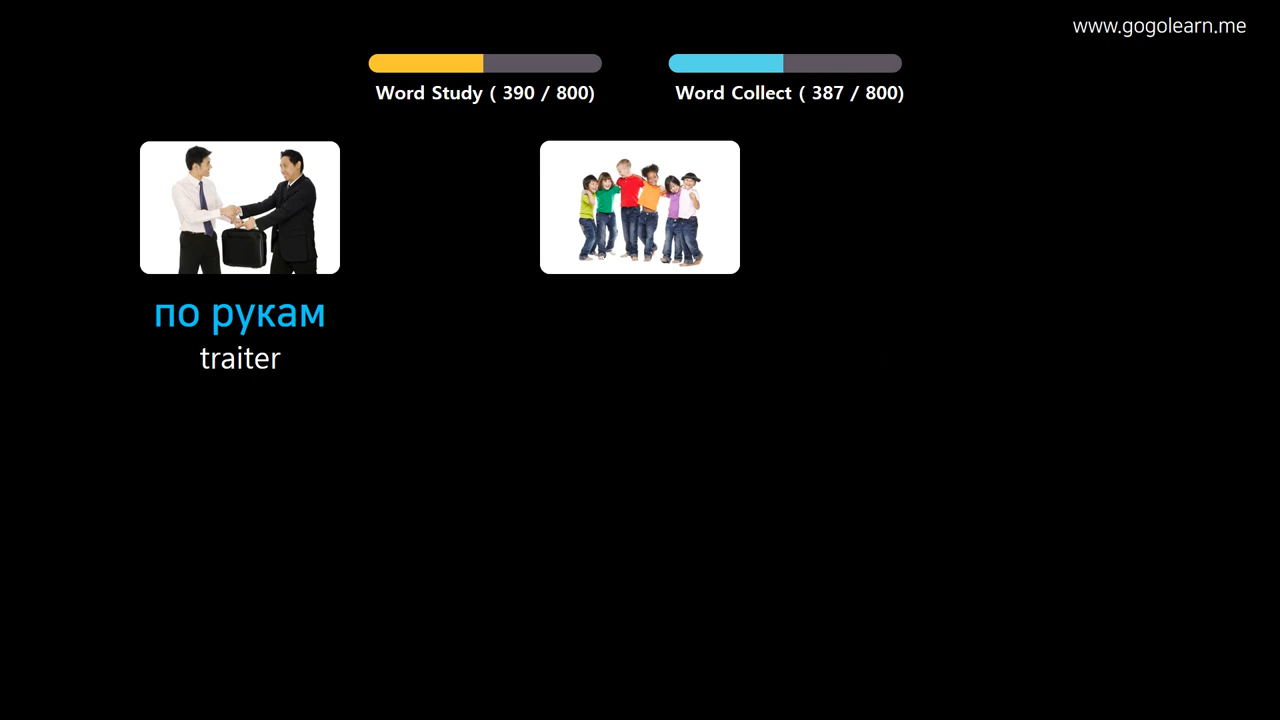 www.gogolearn.me
Word Study ( 390 / 800)
Word Collect ( 387 / 800)
по рукам
traiter